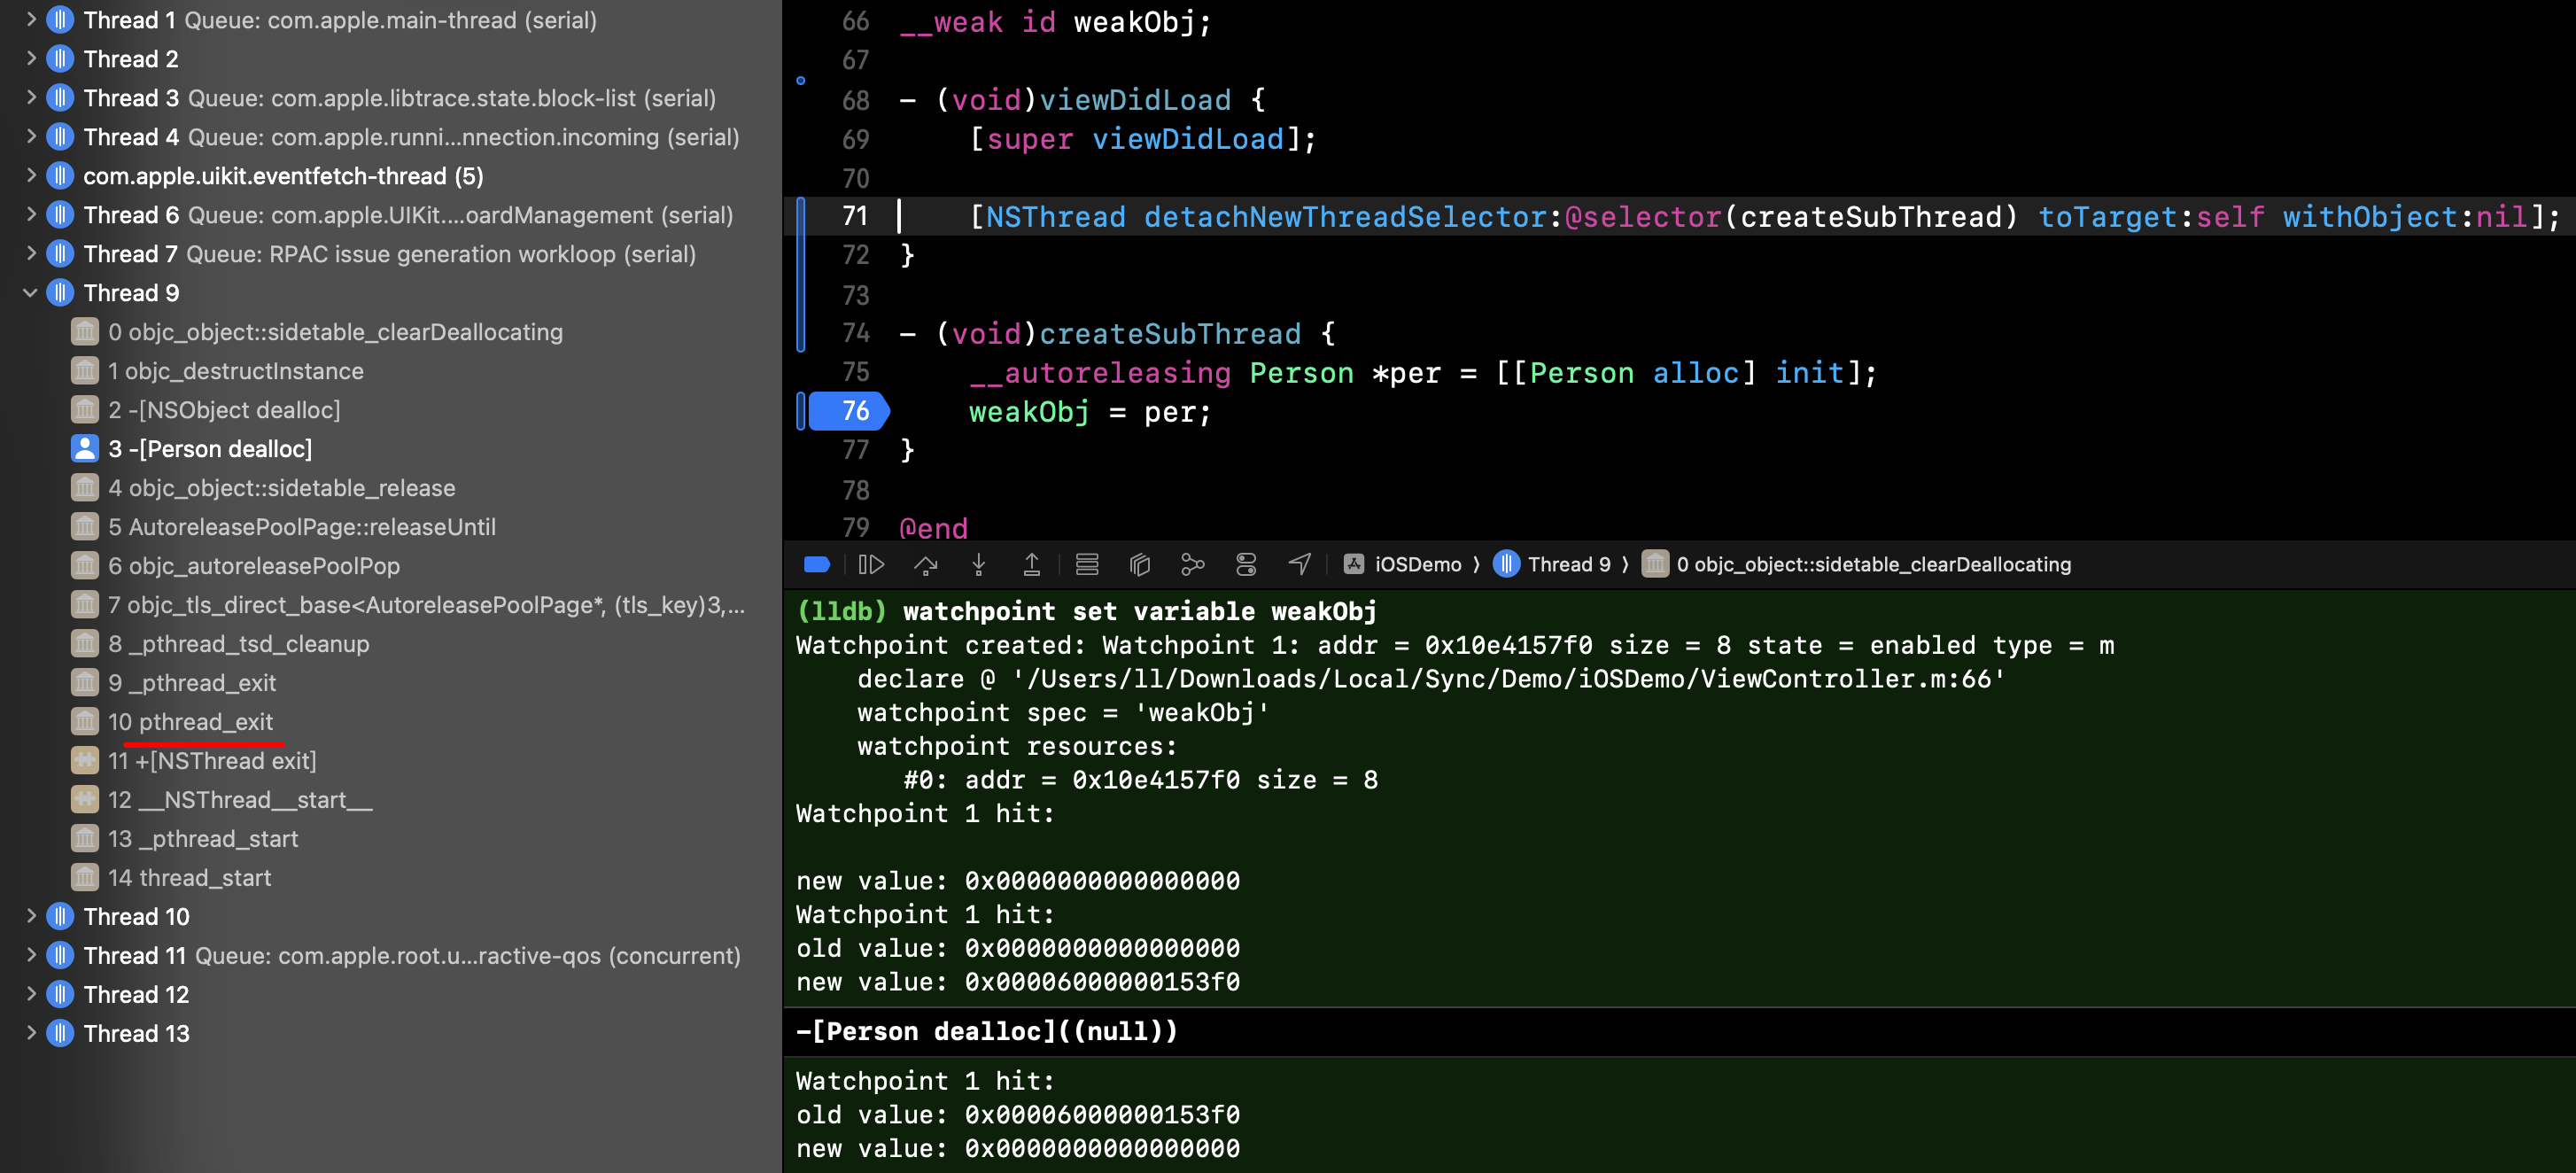 Thread 1 Queue: com.apple.main-thread (serial)
Thread 2
Thread 3 Queue: com.apple.libtrace.state.block-list (serial)
Thread 4 Queue: com.apple.runni...nnection.incoming (serial)
com.apple.uikit.eventfetch-thread (5)
Thread 6 Queue: com.apple.UIKit....oardManagement (serial)
Thread 7 Queue: RPAC issue generation workloop (serial)
Thread 9
0 objc_object::sidetable_clearDeallocating
1 objc_destructInstance
2 -[NSObject dealloc]
3 -[Person dealloc]
4 objc_object::sidetable_release
5 AutoreleasePoolPage::releaseUntil
6 objc_autoreleasePoolPop
7 objc_tls_direct_base<AutoreleasePoolPage*, (tls_key)3,...
8 _pthread_tsd_cleanup
9 _pthread_exit
10 pthread_exit
11 +[NSThread exit]
12 __NSThread__start__
13 _pthread_start
14 thread_start
Thread 10
Thread 11 Queue: com.apple.root.u...ractive-qos (concurrent)
Thread 12
Thread 13
66 __weak id weakObj;
67
68 - (void)viewDidLoad {
69 [super viewDidLoad];
70
71 [NSThread detachNewThreadSelector:@selector(createSubThread) toTarget:self withObject:nil];
72 }
73
74 - (void)createSubThread {
75 __autoreleasing Person *per = [[Person alloc] init];
76 weakObj = per;
77 }
78
79 @end
iOSDemo ⟩ Thread 9 ⟩ 0 objc_object::sidetable_clearDeallocating
(lldb) watchpoint set variable weakObj
Watchpoint created: Watchpoint 1: addr = 0x10e4157f0 size = 8 state = enabled type = m
declare @ '/Users/ll/Downloads/Local/Sync/Demo/iOSDemo/ViewController.m:66'
watchpoint spec = 'weakObj'
watchpoint resources:
#0: addr = 0x10e4157f0 size = 8
Watchpoint 1 hit:
new value: 0x0000000000000000
Watchpoint 1 hit:
old value: 0x0000000000000000
new value: 0x00006000000153f0
-[Person dealloc]((null))
Watchpoint 1 hit:
old value: 0x00006000000153f0
new value: 0x0000000000000000